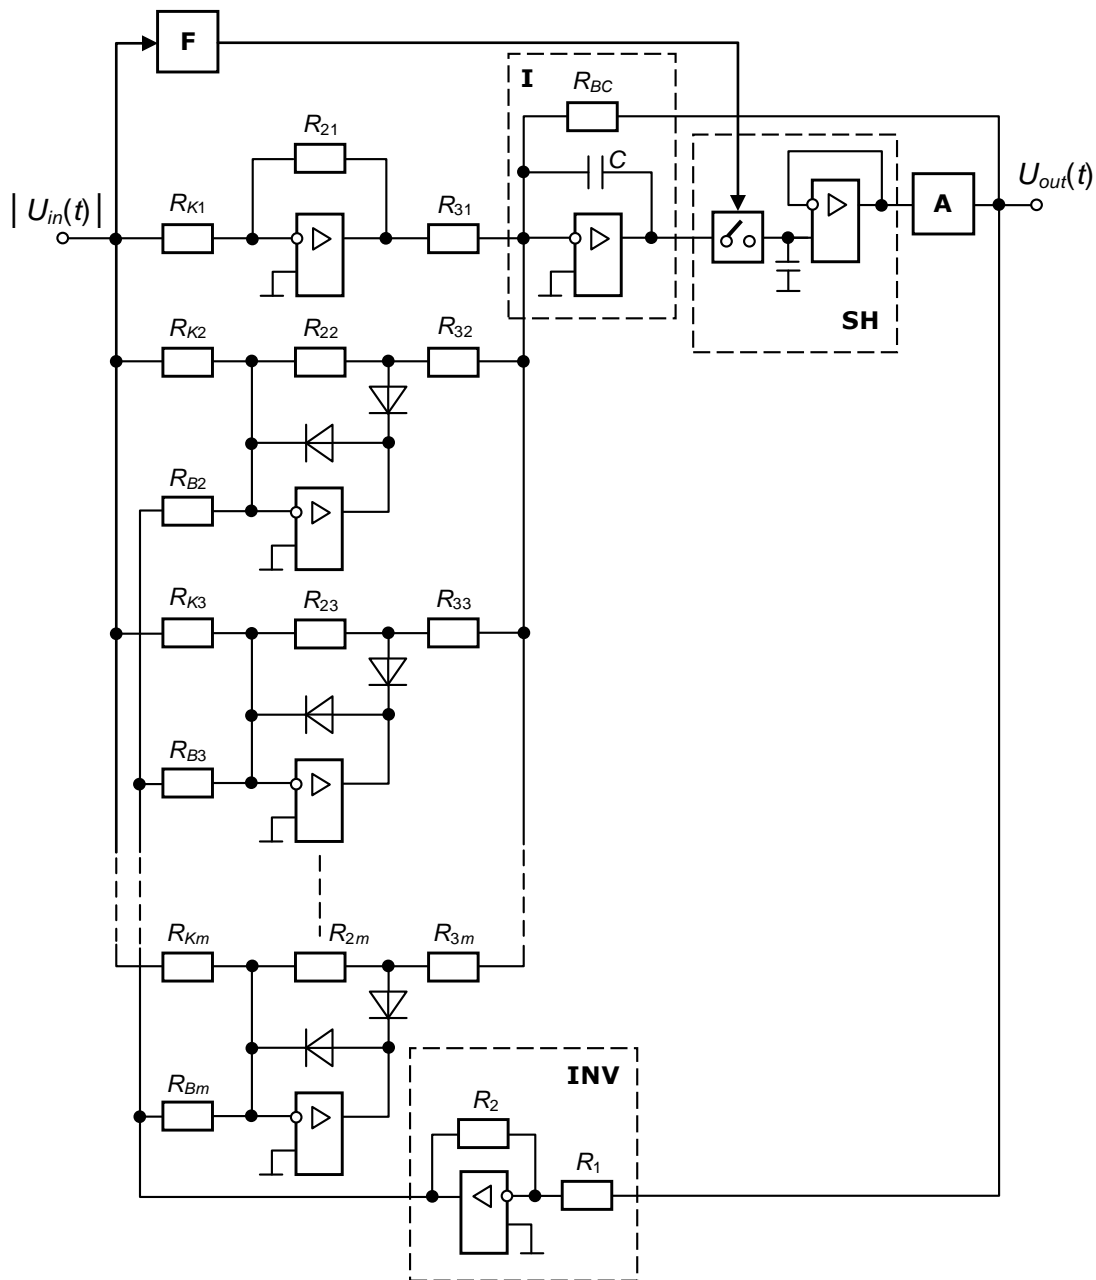 F
I
R_BC
R_21
C
|U_in(t)|
R_K1
R_31
U_out(t)
A
SH
R_K2
R_22
R_32
R_B2
R_K3
R_23
R_33
R_B3
R_Km
R_2m
R_3m
R_Bm
INV
R_2
R_1